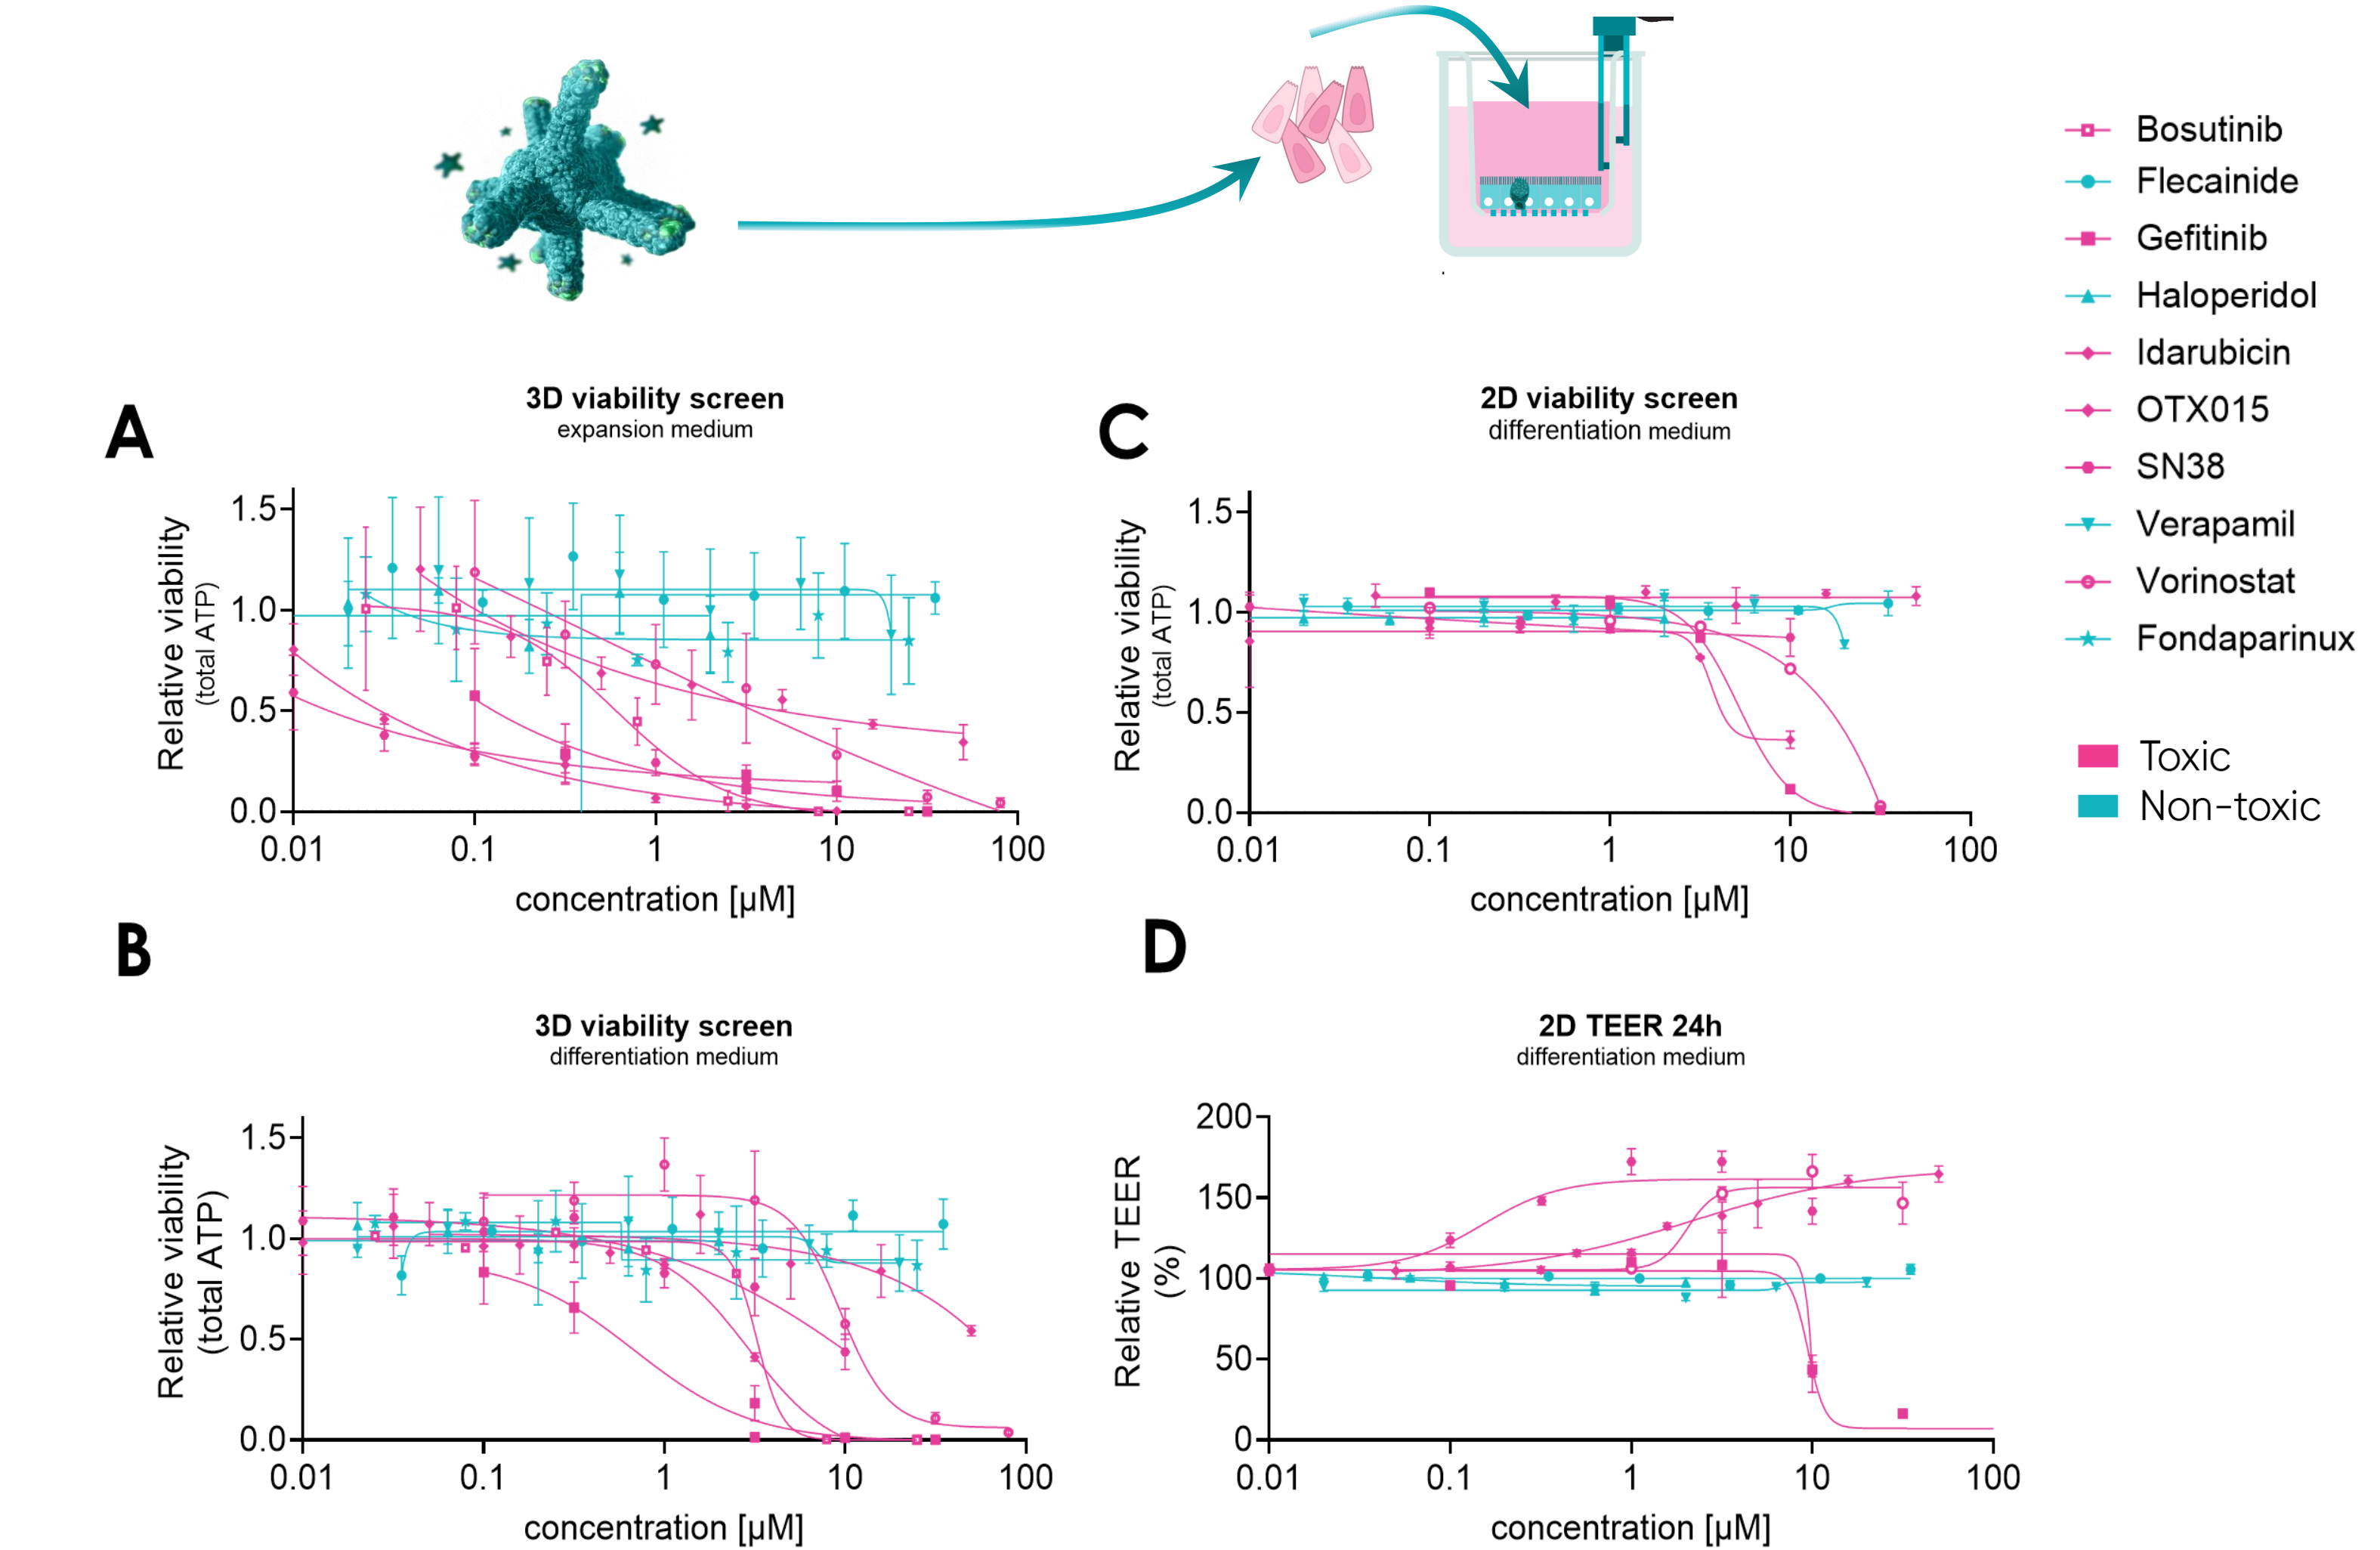 Bosutinib
Flecainide
Gefitinib
Haloperidol
Idarubicin
OTX015
SN38
Verapamil
Vorinostat
Fondaparinux
Toxic
Non-toxic
A
3D viability screen
expansion medium
Relative viability
(total ATP)
1.5
1.0
0.5
0.0
0.01 0.1 1 10 100
concentration [µM]
C
2D viability screen
differentiation medium
Relative viability
(total ATP)
1.5
1.0
0.5
0.0
0.01 0.1 1 10 100
concentration [µM]
B
3D viability screen
differentiation medium
Relative viability
(total ATP)
1.5
1.0
0.5
0.0
0.01 0.1 1 10 100
concentration [µM]
D
2D TEER 24h
differentiation medium
Relative TEER
(%)
200
150
100
50
0
0.01 0.1 1 10 100
concentration [µM]